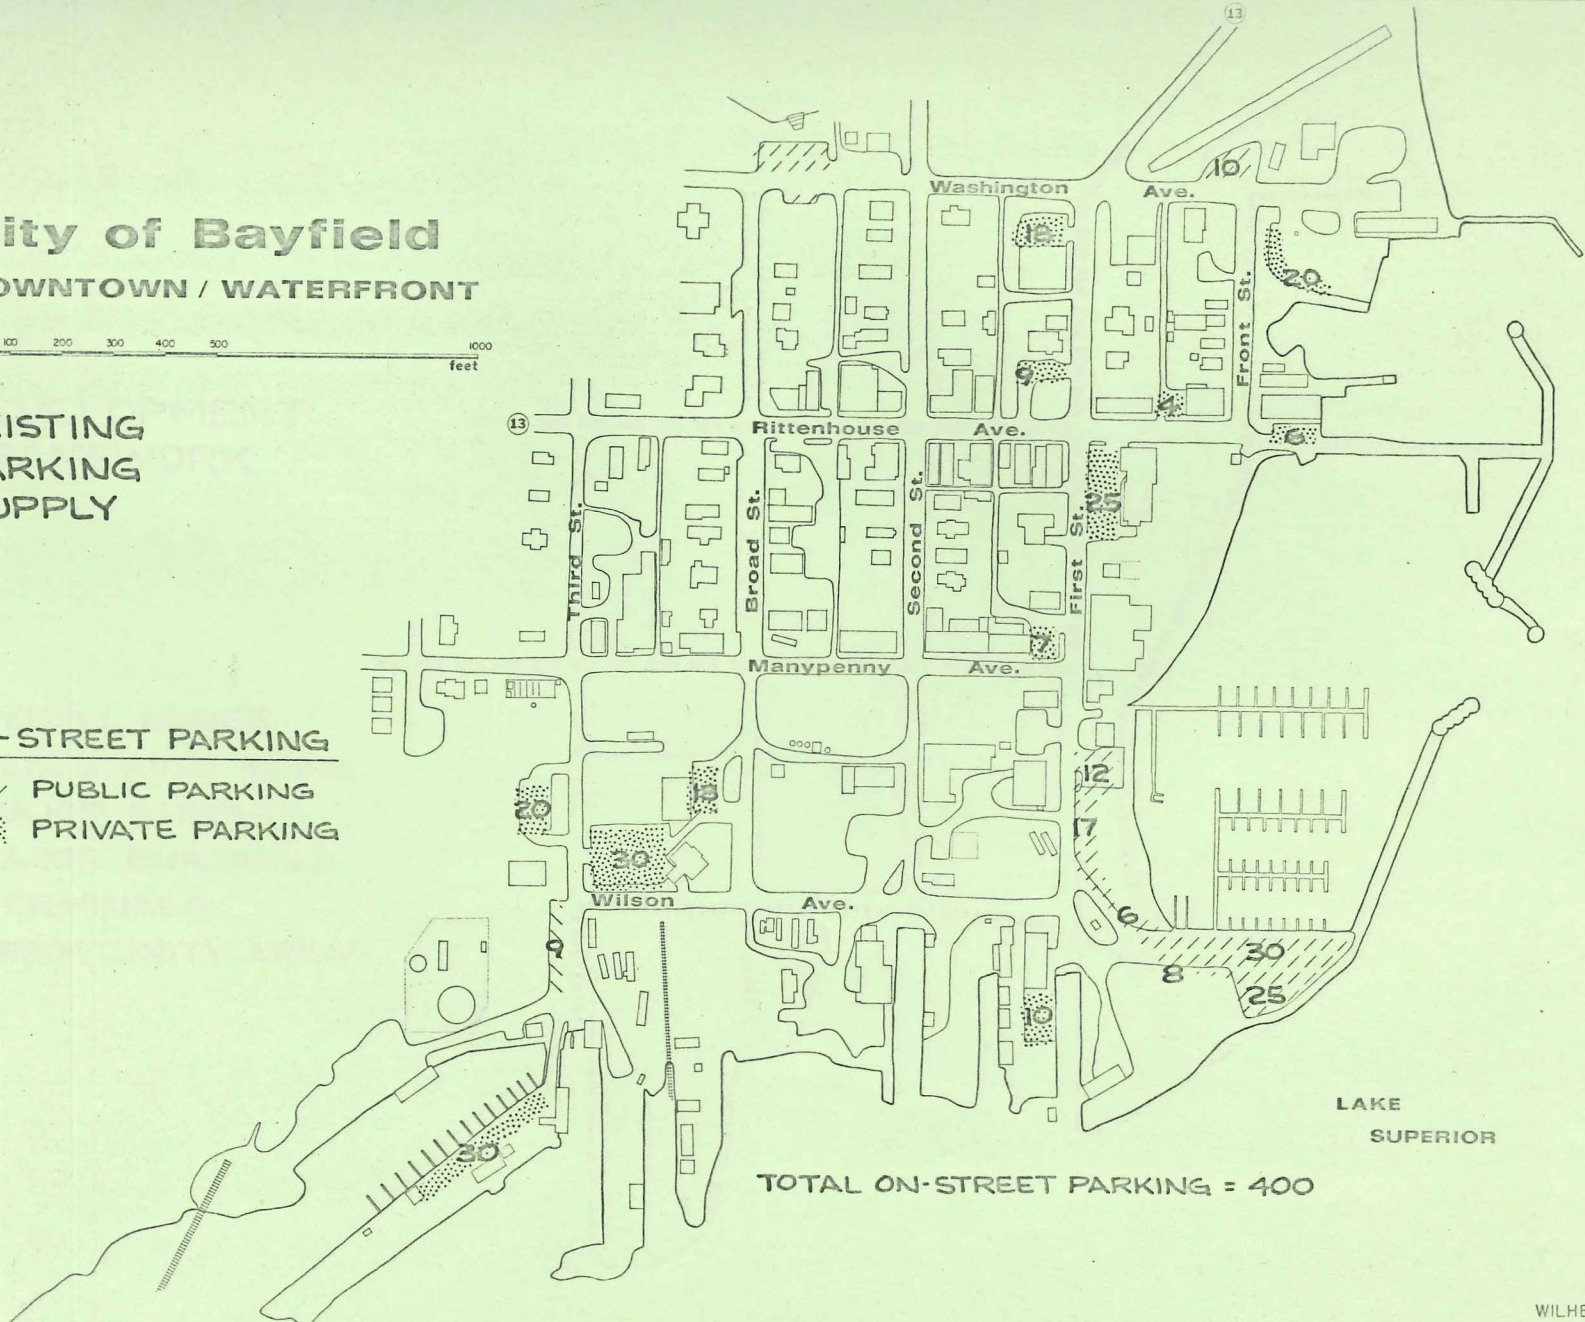 ity of Bayfield
OWNTOWN / WATERFRONT
100 200 300 400 500 1000
feet
ISTING
ARKING
UPPLY
-STREET PARKING
PUBLIC PARKING
PRIVATE PARKING
13
10
Washington Ave.
18
20
Front St.
9
4
13
Rittenhouse Ave.
6
25
Third St.
Broad St.
Second St.
First St.
7
Manypenny Ave.
12
20
18
17
30
Wilson Ave.
6
9
30
8
25
10
30
LAKE
SUPERIOR
TOTAL ON-STREET PARKING = 400
WILHE